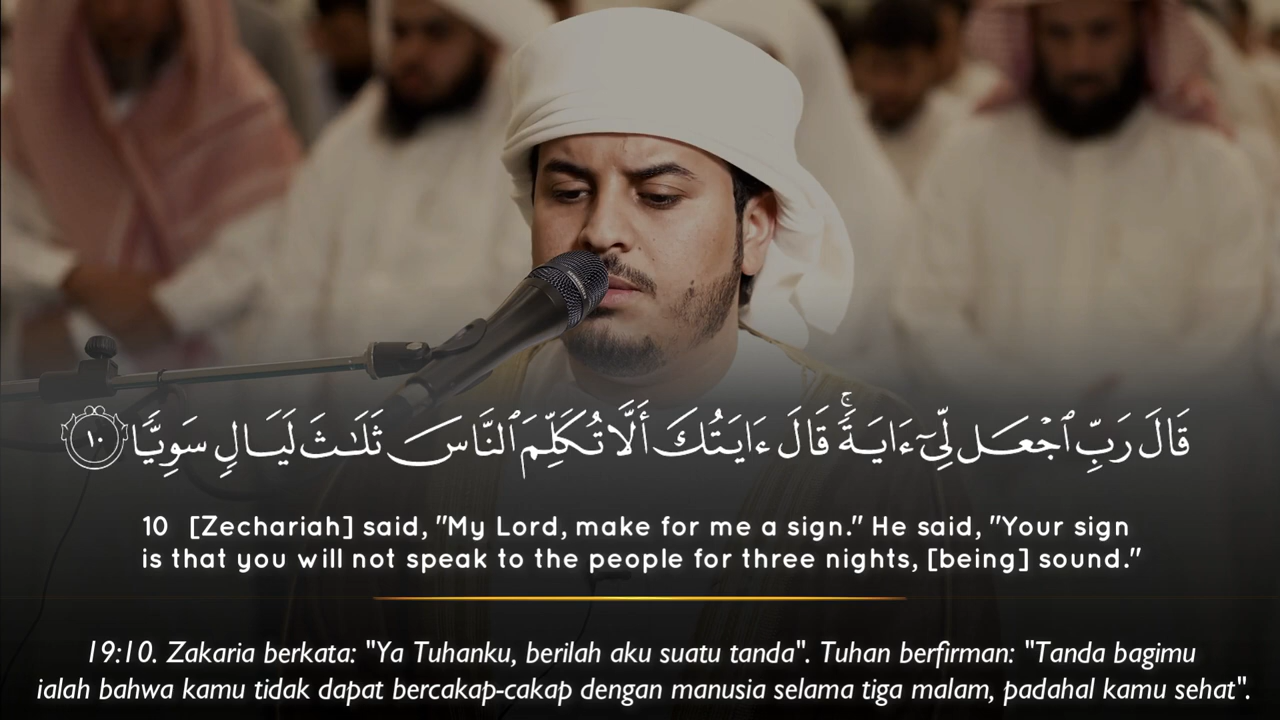 قَالَ رَبِّ ٱجْعَل لِّىٓ ءَايَةً ۚ قَالَ ءَايَتُكَ أَلَّا تُكَلِّمَ ٱلنَّاسَ ثَلَـٰثَ لَيَالٍ سَوِيًّا ١٠
10 [Zechariah] said, "My Lord, make for me a sign." He said, "Your sign
is that you will not speak to the people for three nights, [being] sound."
19:10. Zakaria berkata: "Ya Tuhanku, berilah aku suatu tanda". Tuhan berfirman: "Tanda bagimu
ialah bahwa kamu tidak dapat bercakap-cakap dengan manusia selama tiga malam, padahal kamu sehat".